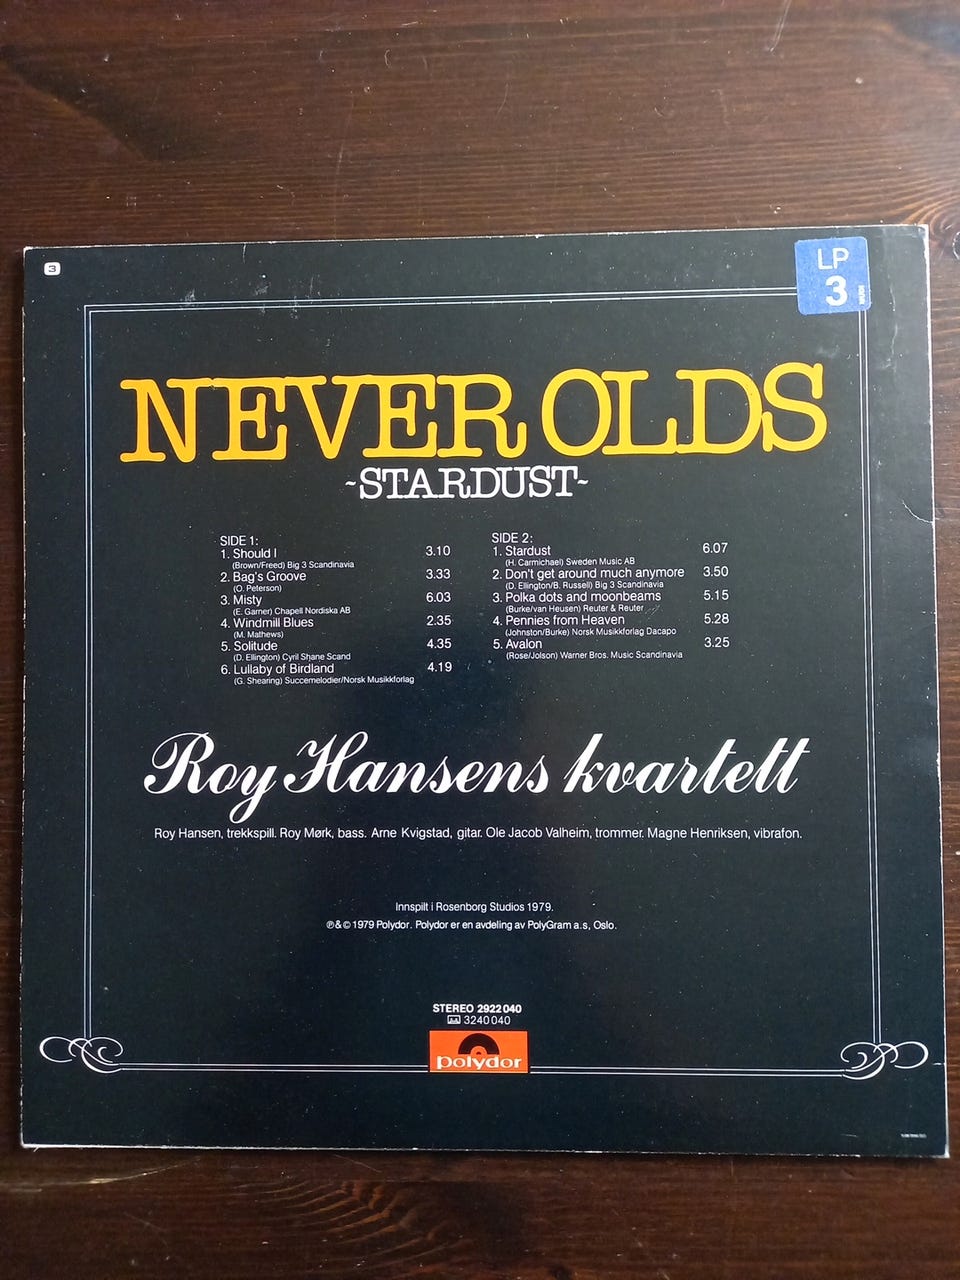 3
LP
3
NEVER OLDS
~STARDUST~
SIDE 1:
1. Should I 3.10
(Brown/Freed) Big 3 Scandinavia
2. Bag's Groove 3.33
(O. Peterson)
3. Misty 6.03
(E. Garner) Chapell Nordiska AB
4. Windmill Blues 2.35
(M. Mathews)
5. Solitude 4.35
(D. Ellington) Cyril Shane Scand
6. Lullaby of Birdland 4.19
(G. Shearing) Succemelodier/Norsk Musikkforlag
SIDE 2:
1. Stardust 6.07
(H. Carmichael) Sweden Music AB
2. Don't get around much anymore 3.50
(D. Ellington/B. Russell) Big 3 Scandinavia
3. Polka dots and moonbeams 5.15
(Burke/van Heusen) Reuter & Reuter
4. Pennies from Heaven 5.28
(Johnston/Burke) Norsk Musikkforlag Dacapo
5. Avalon 3.25
(Rose/Jolson) Warner Bros. Music Scandinavia
Roy Hansens kvartett
Roy Hansen, trekkspill. Roy Mørk, bass. Arne Kvigstad, gitar. Ole Jacob Valheim, trommer. Magne Henriksen, vibrafon.
Innspilt i Rosenborg Studios 1979.
℗&© 1979 Polydor. Polydor er en avdeling av PolyGram a.s, Oslo.
STEREO 2922 040
3240 040
polydor